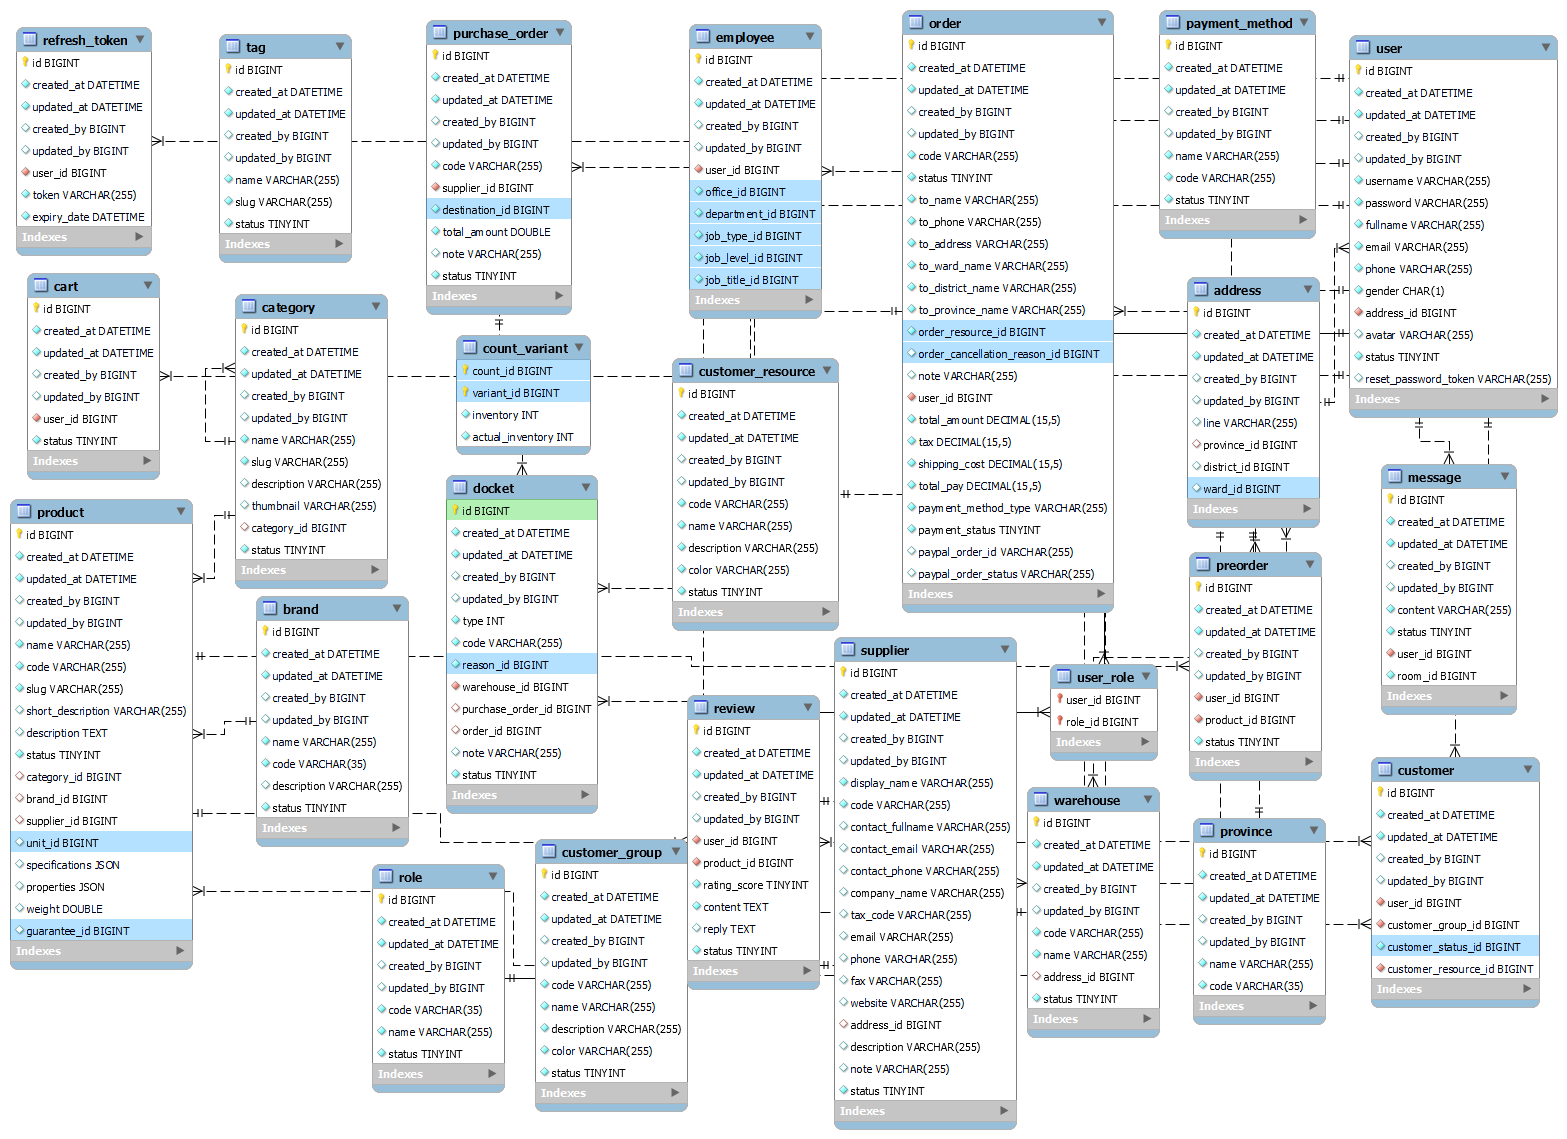 refresh_token
id BIGINT
created_at DATETIME
updated_at DATETIME
created_by BIGINT
updated_by BIGINT
user_id BIGINT
token VARCHAR(255)
expiry_date DATETIME
Indexes
tag
id BIGINT
created_at DATETIME
updated_at DATETIME
created_by BIGINT
updated_by BIGINT
name VARCHAR(255)
slug VARCHAR(255)
status TINYINT
Indexes
purchase_order
id BIGINT
created_at DATETIME
updated_at DATETIME
created_by BIGINT
updated_by BIGINT
code VARCHAR(255)
supplier_id BIGINT
destination_id BIGINT
total_amount DOUBLE
note VARCHAR(255)
status TINYINT
Indexes
employee
id BIGINT
created_at DATETIME
updated_at DATETIME
created_by BIGINT
updated_by BIGINT
user_id BIGINT
office_id BIGINT
department_id BIGINT
job_type_id BIGINT
job_level_id BIGINT
job_title_id BIGINT
Indexes
order
id BIGINT
created_at DATETIME
updated_at DATETIME
created_by BIGINT
updated_by BIGINT
code VARCHAR(255)
status TINYINT
to_name VARCHAR(255)
to_phone VARCHAR(255)
to_address VARCHAR(255)
to_ward_name VARCHAR(255)
to_district_name VARCHAR(255)
to_province_name VARCHAR(255)
order_resource_id BIGINT
order_cancellation_reason_id BIGINT
note VARCHAR(255)
user_id BIGINT
total_amount DECIMAL(15,5)
tax DECIMAL(15,5)
shipping_cost DECIMAL(15,5)
total_pay DECIMAL(15,5)
payment_method_type VARCHAR(255)
payment_status TINYINT
paypal_order_id VARCHAR(255)
paypal_order_status VARCHAR(255)
Indexes
payment_method
id BIGINT
created_at DATETIME
updated_at DATETIME
created_by BIGINT
updated_by BIGINT
name VARCHAR(255)
code VARCHAR(255)
status TINYINT
Indexes
user
id BIGINT
created_at DATETIME
updated_at DATETIME
created_by BIGINT
updated_by BIGINT
username VARCHAR(255)
password VARCHAR(255)
fullname VARCHAR(255)
email VARCHAR(255)
phone VARCHAR(255)
gender CHAR(1)
address_id BIGINT
avatar VARCHAR(255)
status TINYINT
reset_password_token VARCHAR(255)
Indexes
cart
id BIGINT
created_at DATETIME
updated_at DATETIME
created_by BIGINT
updated_by BIGINT
user_id BIGINT
status TINYINT
Indexes
category
id BIGINT
created_at DATETIME
updated_at DATETIME
created_by BIGINT
updated_by BIGINT
name VARCHAR(255)
slug VARCHAR(255)
description VARCHAR(255)
thumbnail VARCHAR(255)
category_id BIGINT
status TINYINT
Indexes
count_variant
count_id BIGINT
variant_id BIGINT
inventory INT
actual_inventory INT
customer_resource
id BIGINT
created_at DATETIME
updated_at DATETIME
created_by BIGINT
updated_by BIGINT
code VARCHAR(255)
name VARCHAR(255)
description VARCHAR(255)
color VARCHAR(255)
status TINYINT
Indexes
address
id BIGINT
created_at DATETIME
updated_at DATETIME
created_by BIGINT
updated_by BIGINT
line VARCHAR(255)
province_id BIGINT
district_id BIGINT
ward_id BIGINT
Indexes
message
id BIGINT
created_at DATETIME
updated_at DATETIME
created_by BIGINT
updated_by BIGINT
content VARCHAR(255)
status TINYINT
user_id BIGINT
room_id BIGINT
Indexes
product
id BIGINT
created_at DATETIME
updated_at DATETIME
created_by BIGINT
updated_by BIGINT
name VARCHAR(255)
code VARCHAR(255)
slug VARCHAR(255)
short_description VARCHAR(255)
description TEXT
status TINYINT
category_id BIGINT
brand_id BIGINT
supplier_id BIGINT
unit_id BIGINT
specifications JSON
properties JSON
weight DOUBLE
guarantee_id BIGINT
Indexes
docket
id BIGINT
created_at DATETIME
updated_at DATETIME
created_by BIGINT
updated_by BIGINT
type INT
code VARCHAR(255)
reason_id BIGINT
warehouse_id BIGINT
purchase_order_id BIGINT
order_id BIGINT
note VARCHAR(255)
status TINYINT
Indexes
brand
id BIGINT
created_at DATETIME
updated_at DATETIME
created_by BIGINT
updated_by BIGINT
name VARCHAR(255)
code VARCHAR(35)
description VARCHAR(255)
status TINYINT
Indexes
preorder
id BIGINT
created_at DATETIME
updated_at DATETIME
created_by BIGINT
updated_by BIGINT
user_id BIGINT
product_id BIGINT
status TINYINT
Indexes
supplier
id BIGINT
created_at DATETIME
updated_at DATETIME
created_by BIGINT
updated_by BIGINT
display_name VARCHAR(255)
code VARCHAR(255)
contact_fullname VARCHAR(255)
contact_email VARCHAR(255)
contact_phone VARCHAR(255)
company_name VARCHAR(255)
tax_code VARCHAR(255)
email VARCHAR(255)
phone VARCHAR(255)
fax VARCHAR(255)
website VARCHAR(255)
address_id BIGINT
description VARCHAR(255)
note VARCHAR(255)
status TINYINT
Indexes
user_role
user_id BIGINT
role_id BIGINT
Indexes
review
id BIGINT
created_at DATETIME
updated_at DATETIME
created_by BIGINT
updated_by BIGINT
user_id BIGINT
product_id BIGINT
rating_score TINYINT
content TEXT
reply TEXT
status TINYINT
Indexes
customer
id BIGINT
created_at DATETIME
updated_at DATETIME
created_by BIGINT
updated_by BIGINT
user_id BIGINT
customer_group_id BIGINT
customer_status_id BIGINT
customer_resource_id BIGINT
Indexes
warehouse
id BIGINT
created_at DATETIME
updated_at DATETIME
created_by BIGINT
updated_by BIGINT
code VARCHAR(255)
name VARCHAR(255)
address_id BIGINT
status TINYINT
Indexes
province
id BIGINT
created_at DATETIME
updated_at DATETIME
created_by BIGINT
updated_by BIGINT
name VARCHAR(255)
code VARCHAR(35)
Indexes
customer_group
id BIGINT
created_at DATETIME
updated_at DATETIME
created_by BIGINT
updated_by BIGINT
code VARCHAR(255)
name VARCHAR(255)
description VARCHAR(255)
color VARCHAR(255)
status TINYINT
Indexes
role
id BIGINT
created_at DATETIME
updated_at DATETIME
created_by BIGINT
updated_by BIGINT
code VARCHAR(35)
name VARCHAR(255)
status TINYINT
Indexes